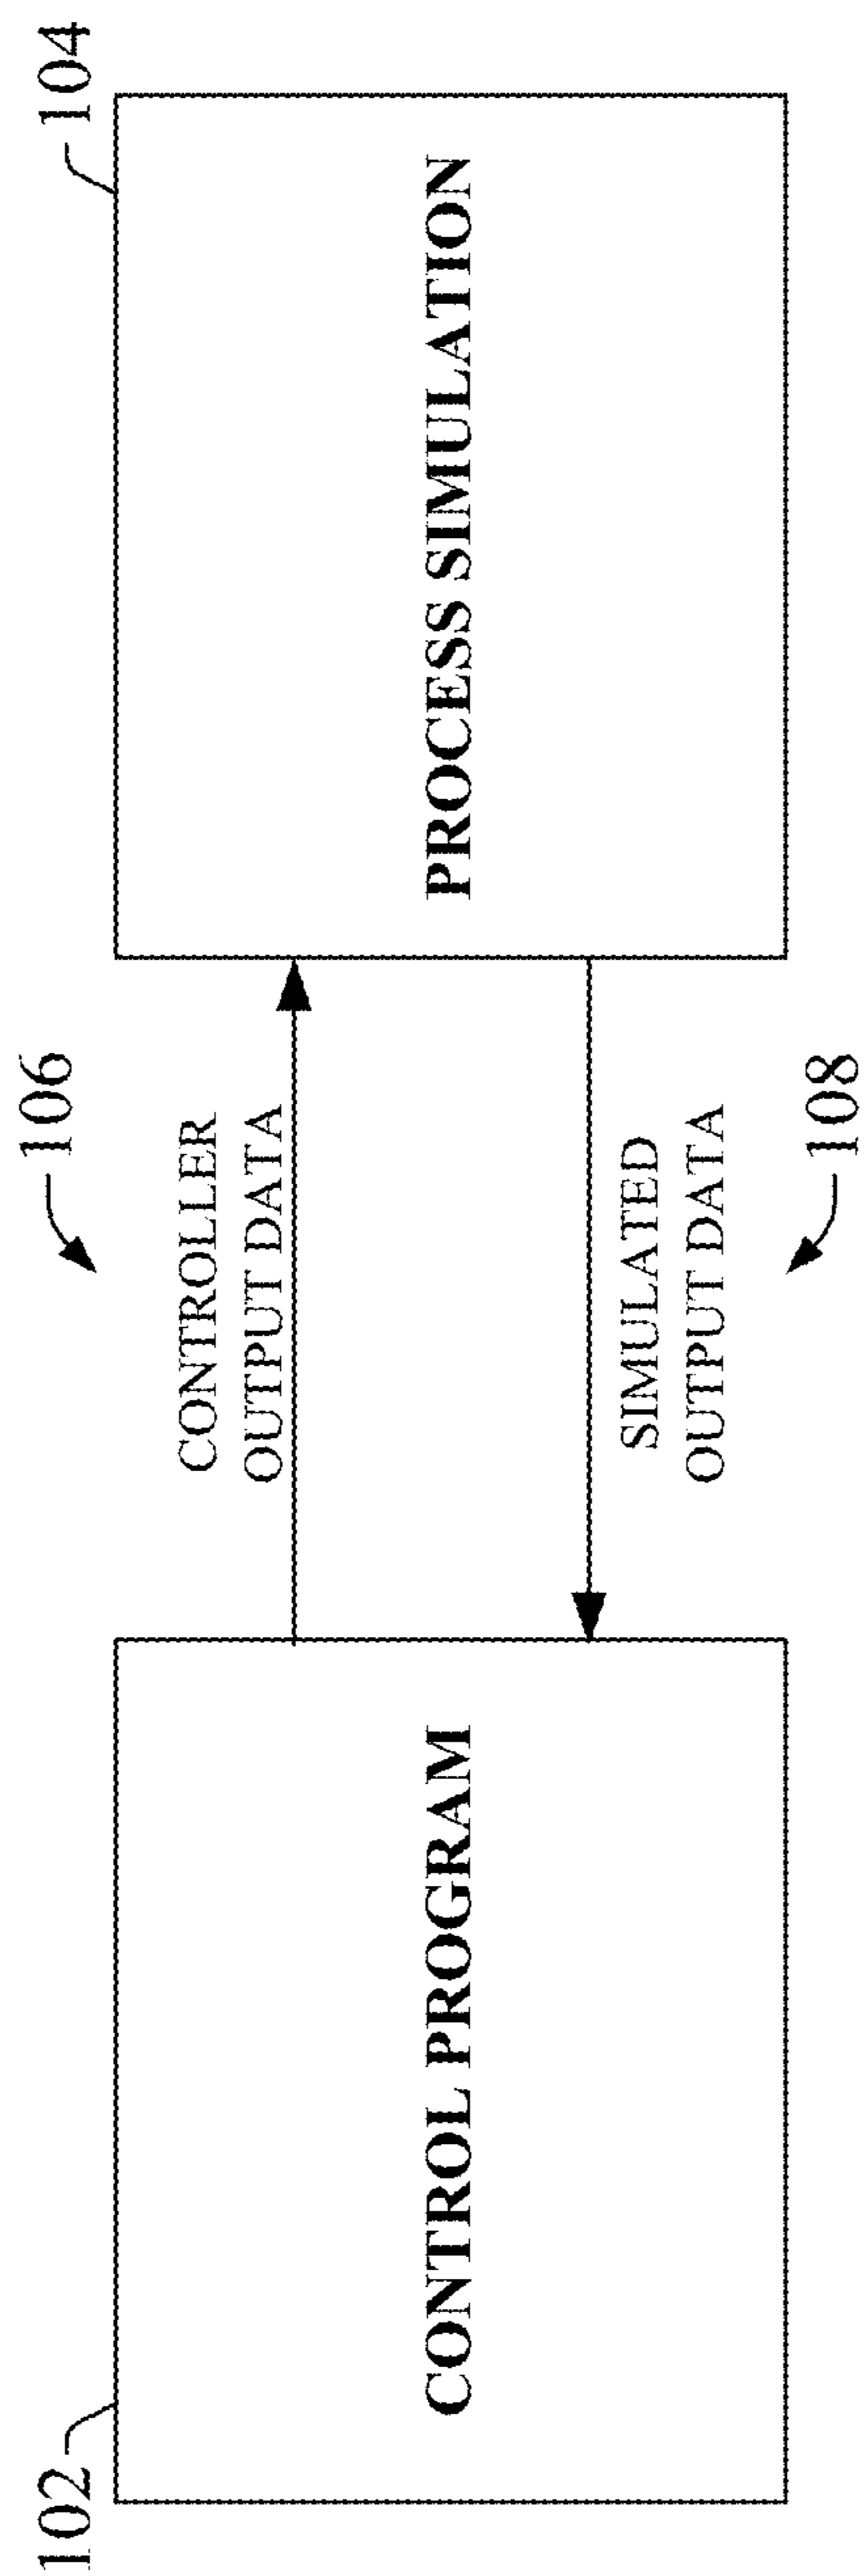 106
102
104
CONTROLLER
OUTPUT DATA
CONTROL PROGRAM
PROCESS SIMULATION
SIMULATED
OUTPUT DATA
108